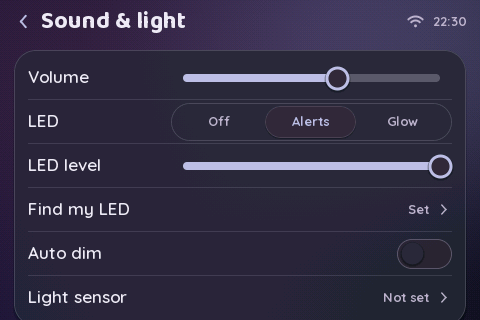 Sound & light
22:30
Volume
LED
Off
Alerts
Glow
LED level
Find my LED
Set
Auto dim
Light sensor
Not set